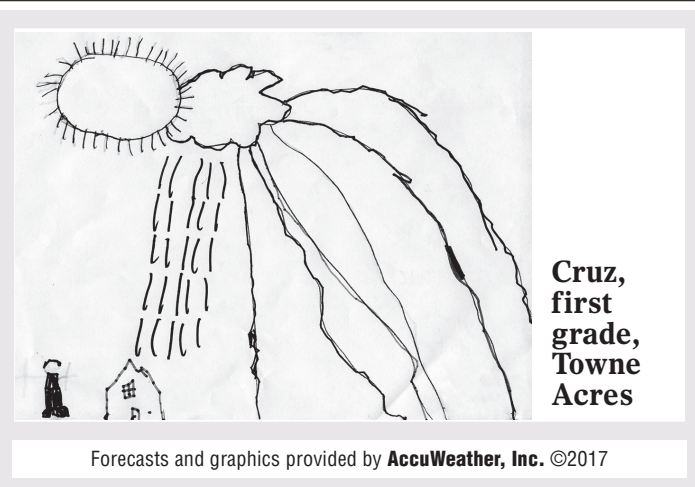 Cruz,
first
grade,
Towne
Acres
Forecasts and graphics provided by AccuWeather, Inc. ©2017